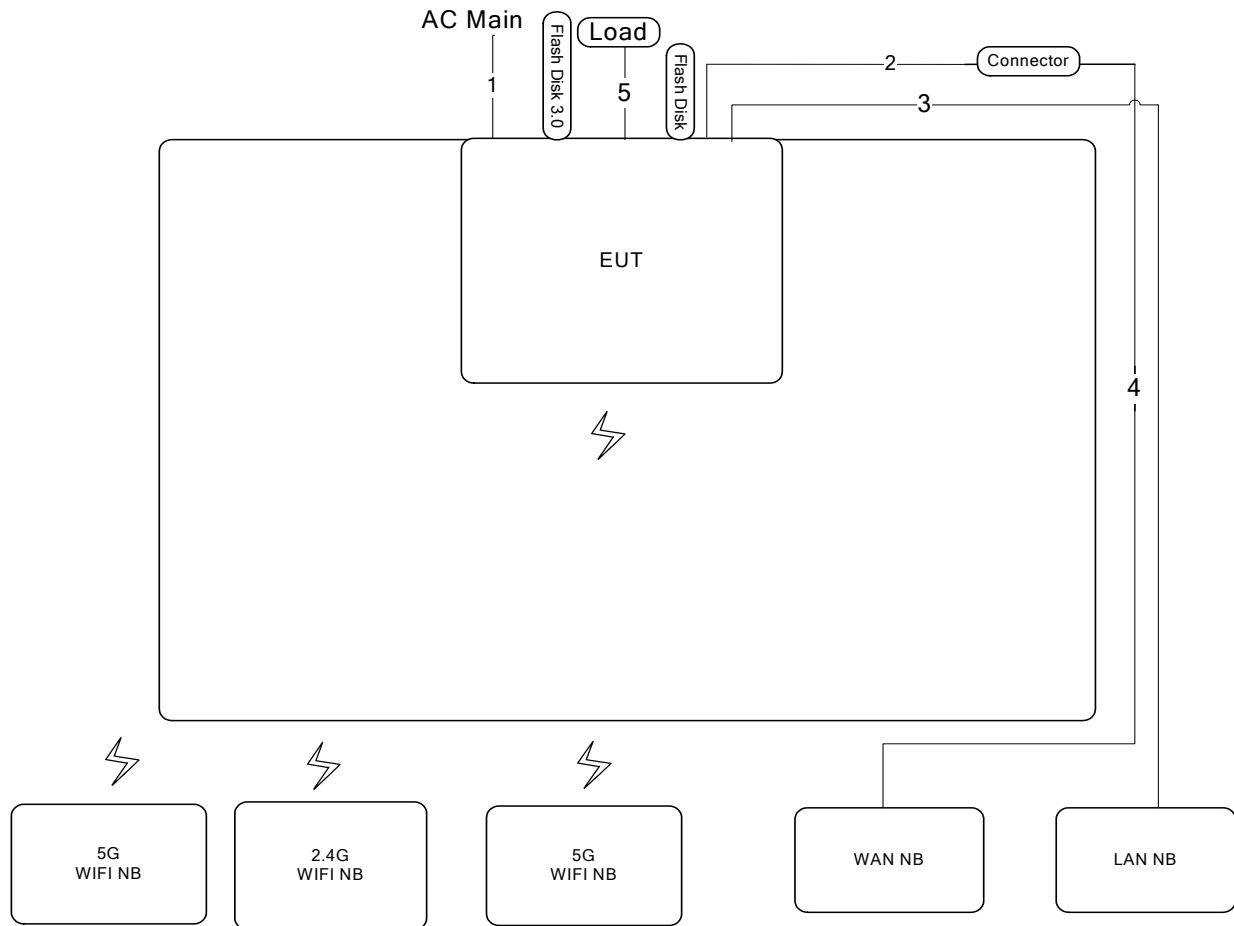 AC Main
Flash Disk 3.0
Load
Flash Disk
1
5
2
Connector
3
EUT
4
5G
WIFI NB
2.4G
WIFI NB
5G
WIFI NB
WAN NB
LAN NB